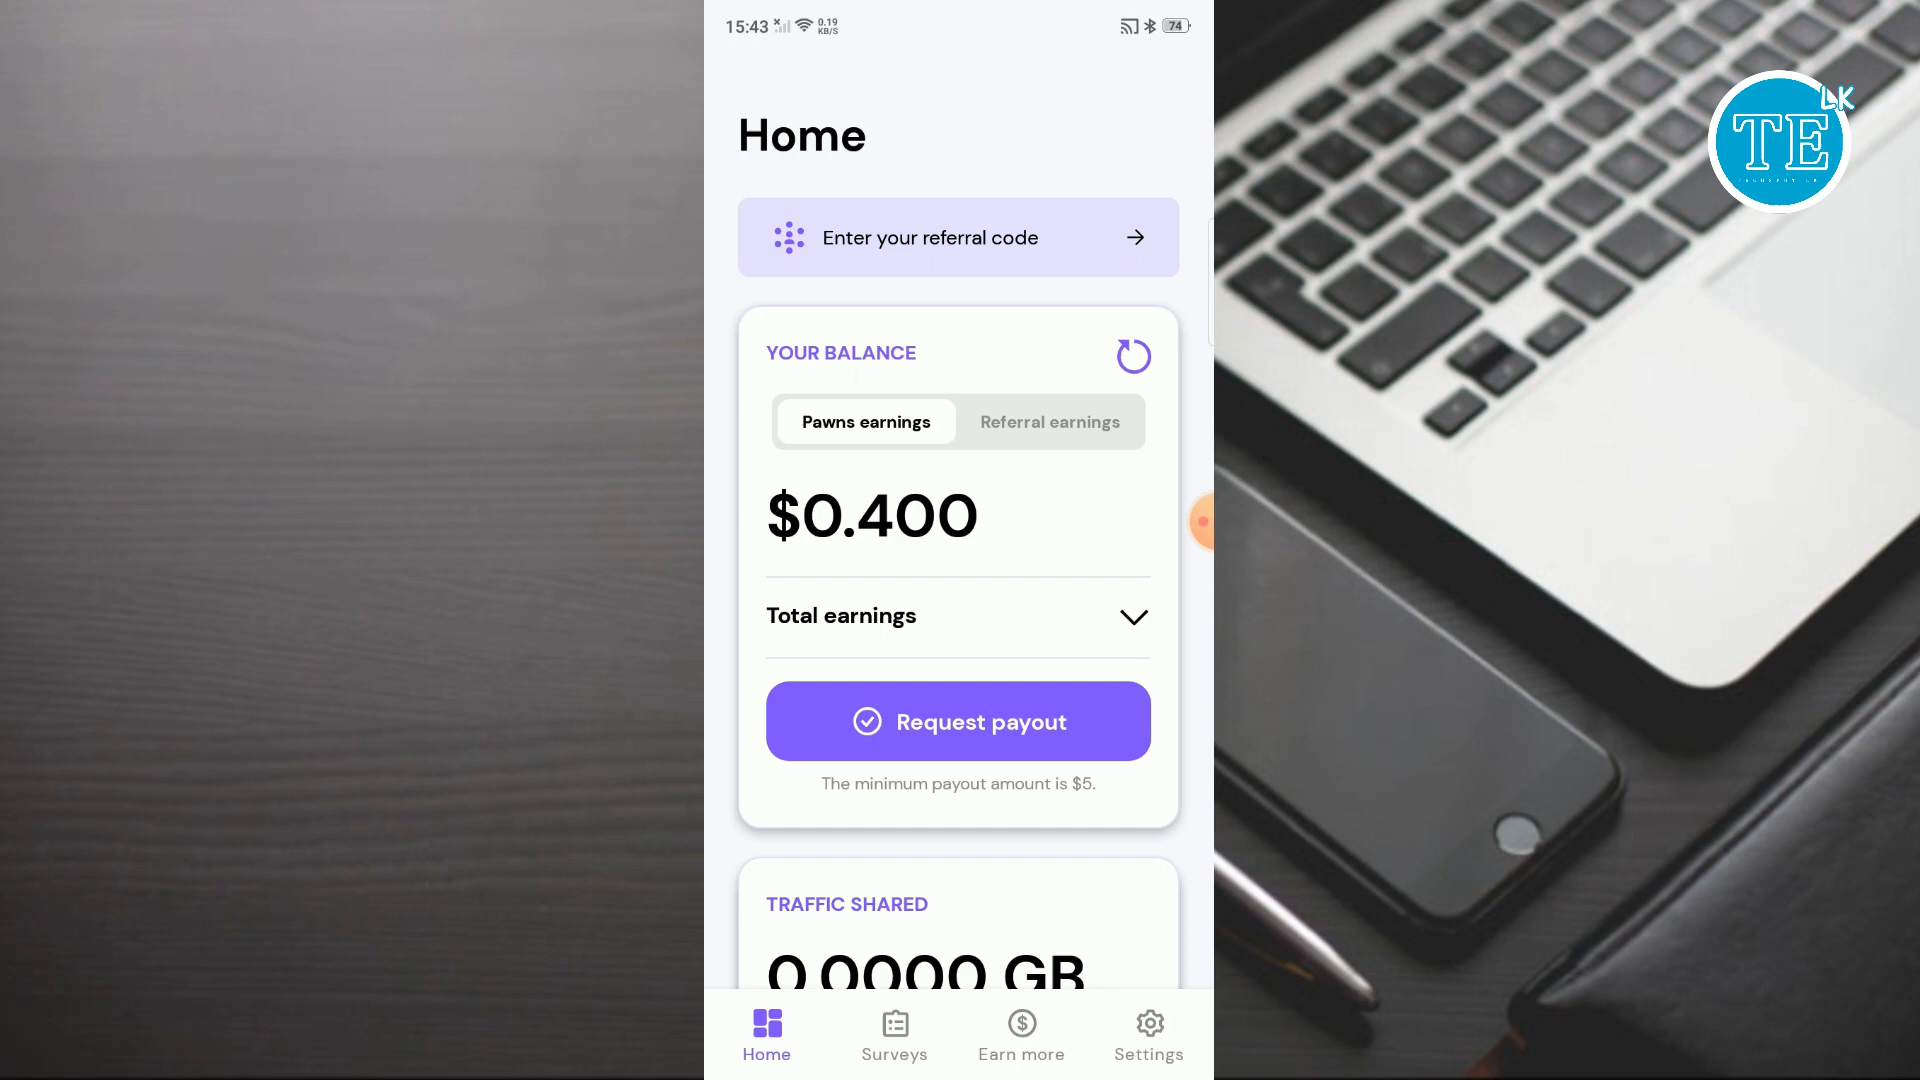 15:43
0.19
KB/S
74
Home
Enter your referral code
YOUR BALANCE
Pawns earnings
Referral earnings
$0.400
Total earnings
Request payout
The minimum payout amount is $5.
TRAFFIC SHARED
0.0000 GB
Home
Surveys
Earn more
Settings
LK
TE